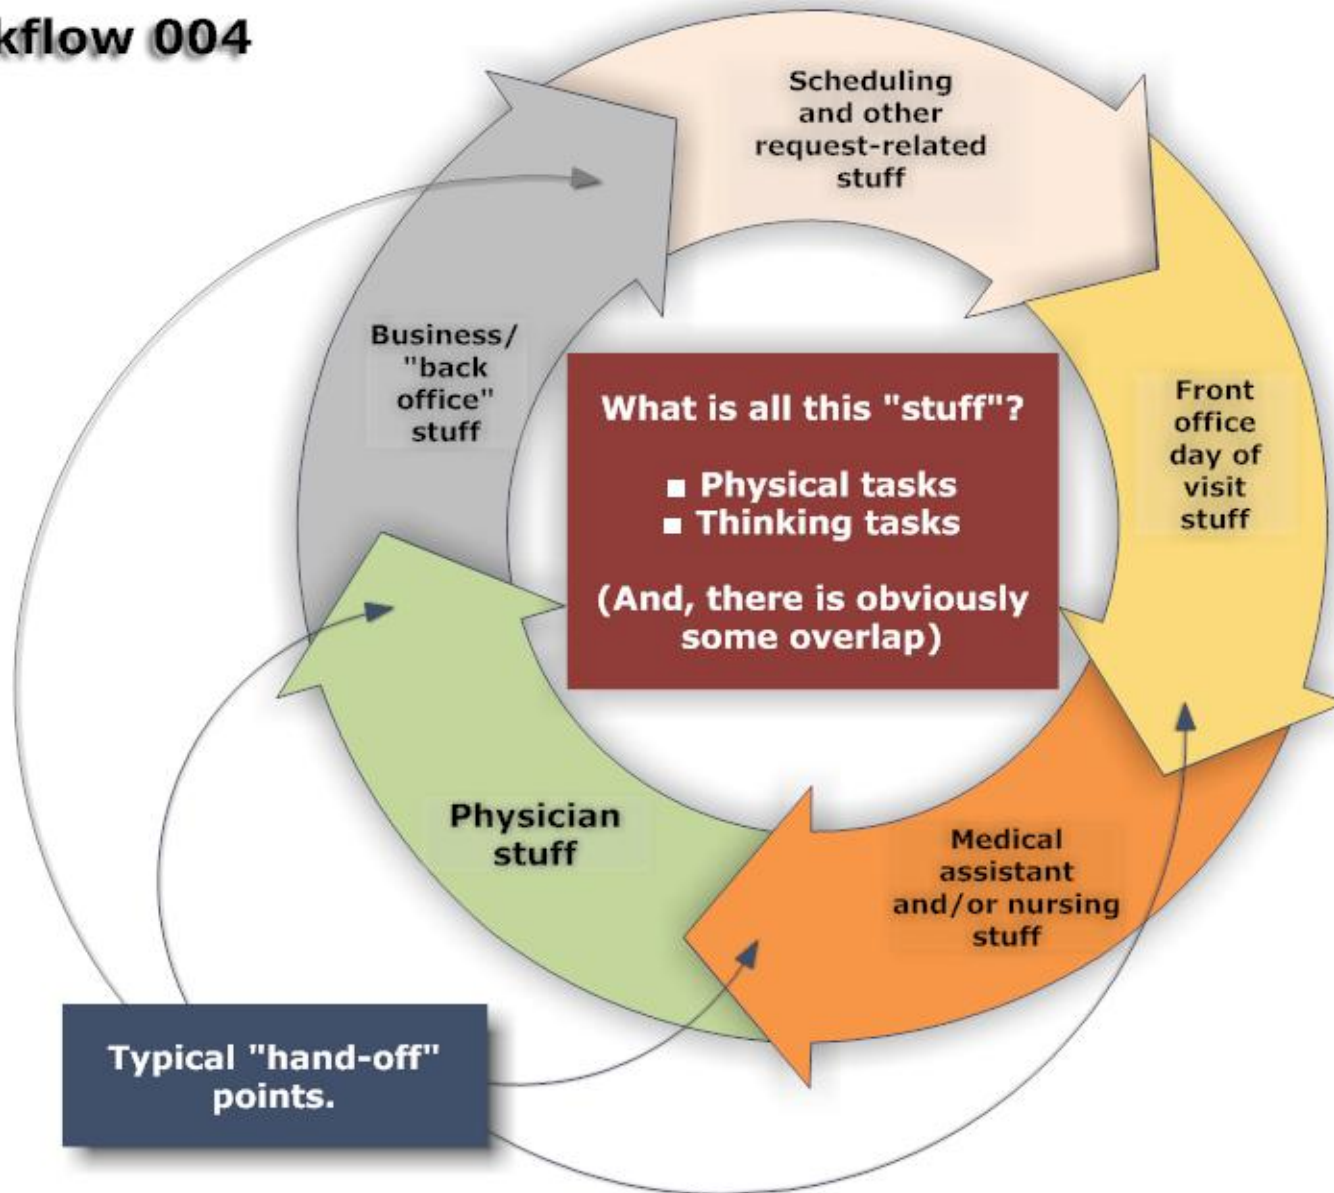 kflow 004
Scheduling
and other
request-related
stuff
Business/
"back
office"
stuff
What is all this "stuff"?
▪ Physical tasks
▪ Thinking tasks
(And, there is obviously
some overlap)
Front
office
day of
visit
stuff
Physician
stuff
Medical
assistant
and/or nursing
stuff
Typical "hand-off"
points.